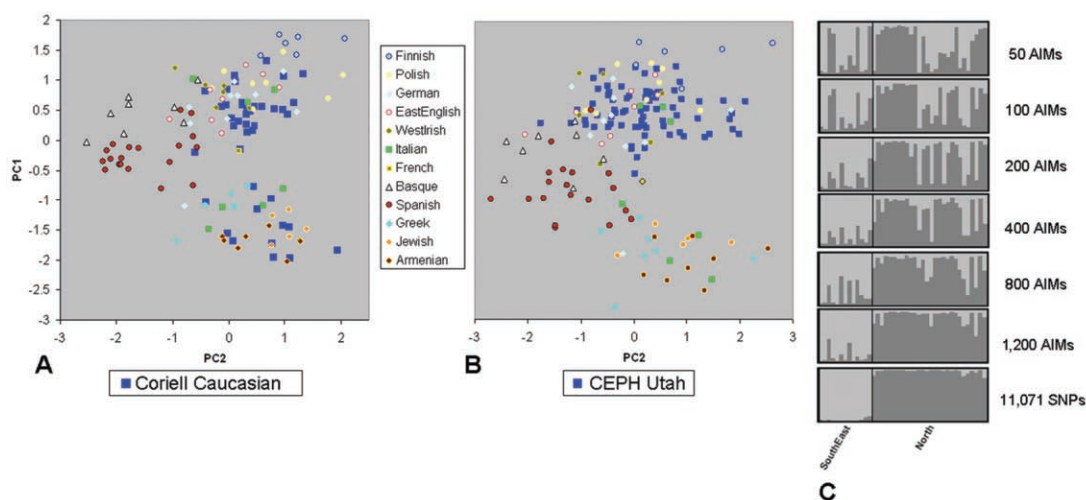 2
1.5
1
0.5
0
-0.5
-1
-1.5
-2
-2.5
-3
PC1
-3 -2 -1 0 1 2
PC2
A
Coriell Caucasian
Finnish
Polish
German
EastEnglish
WestIrish
Italian
French
Basque
Spanish
Greek
Jewish
Armenian
-3 -2 -1 0 1 2 3
PC2
B
CEPH Utah
50 AIMs
100 AIMs
200 AIMs
400 AIMs
800 AIMs
1,200 AIMs
11,071 SNPs
SouthEast
North
C